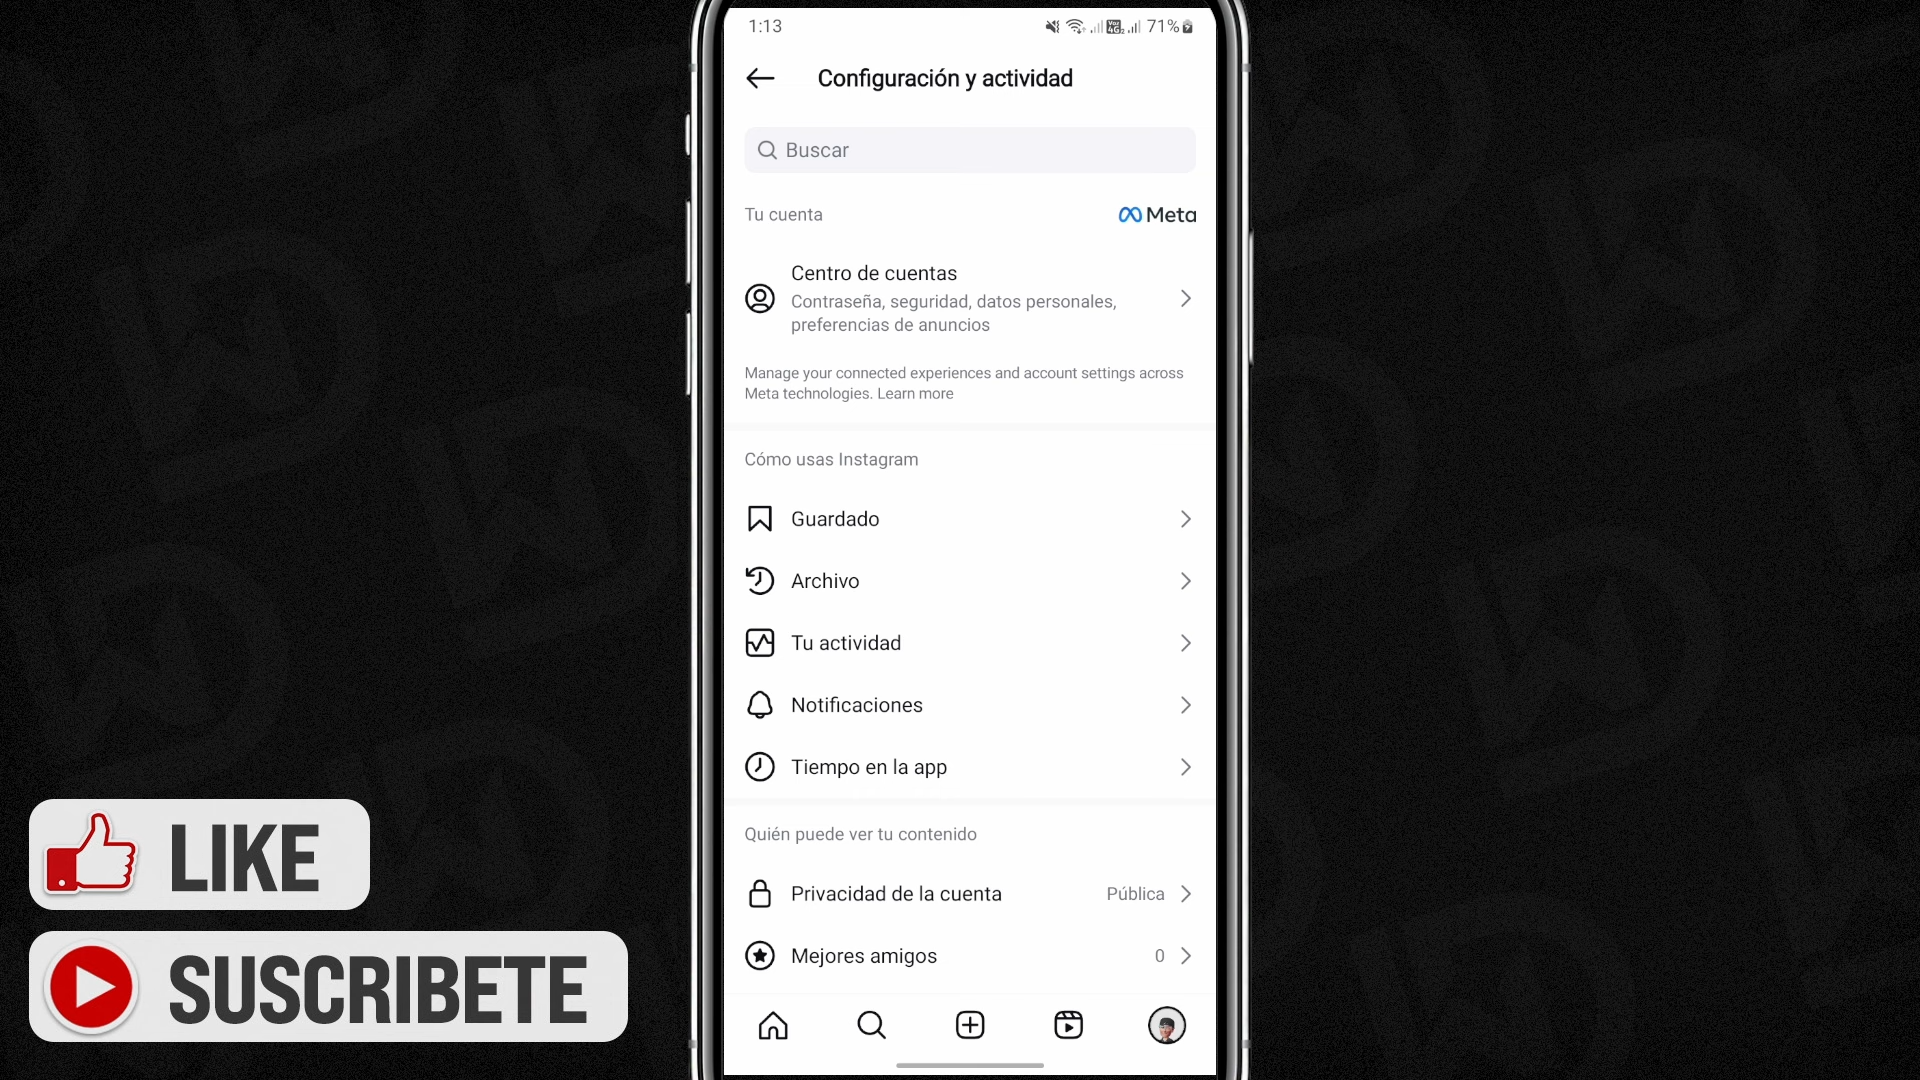 1:13
71%
Configuración y actividad
Buscar
Tu cuenta
Meta
Centro de cuentas
Contraseña, seguridad, datos personales,
preferencias de anuncios
Manage your connected experiences and account settings across
Meta technologies. Learn more
Cómo usas Instagram
Guardado
Archivo
Tu actividad
Notificaciones
Tiempo en la app
Quién puede ver tu contenido
Privacidad de la cuenta
Pública
Mejores amigos
0
LIKE
SUSCRIBETE